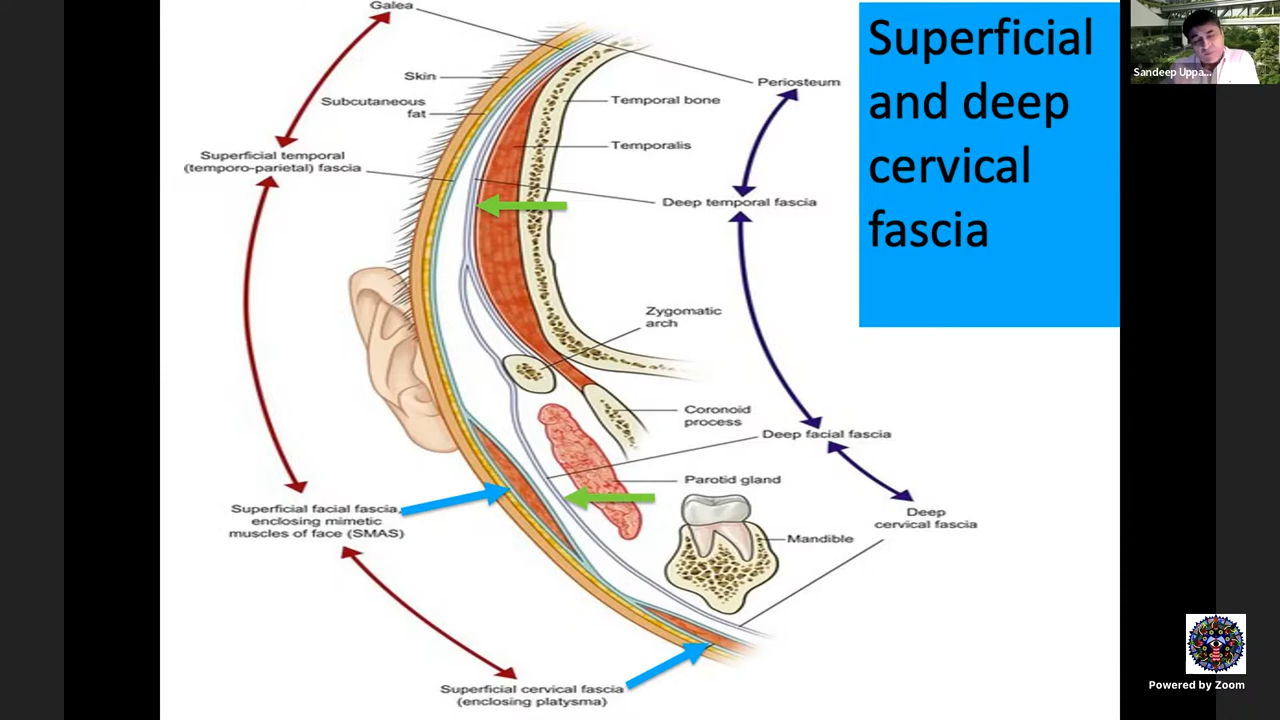 Galea
Skin
Subcutaneous
fat
Superficial temporal
(temporo-parietal) fascia
Superficial facial fascia,
enclosing mimetic
muscles of face (SMAS)
Superficial cervical fascia
(enclosing platysma)
Periosteum
Temporal bone
Temporalis
Deep temporal fascia
Zygomatic
arch
Coronoid
process
Deep facial fascia
Parotid gland
Deep
cervical fascia
Mandible
Superficial
and deep
cervical
fascia
Sandeep Uppa...
Powered by Zoom